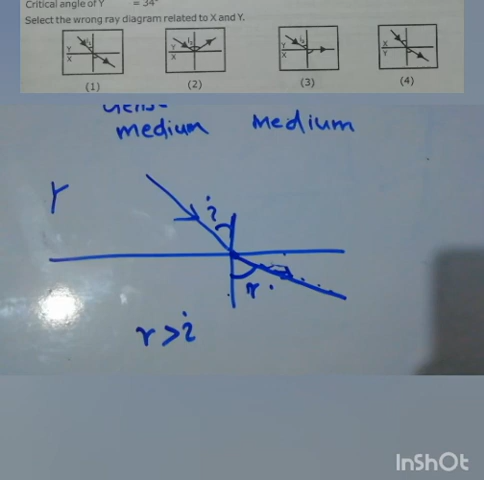 Critical angle of Y = 34°
Select the wrong ray diagram related to X and Y.
Y
X
Y
X
Y
X
X
Y
(1) (2) (3) (4)
medium medium
Y
i
r
r > i
InShOt